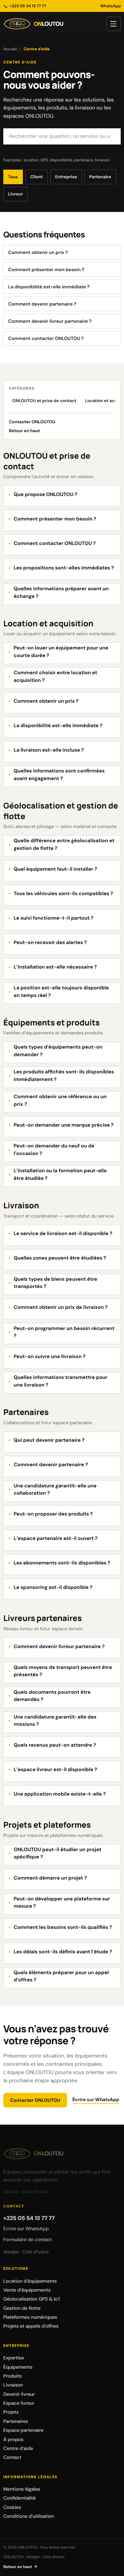 +225 05 54 13 77 77
WhatsApp
ONLOUTOU
Accueil
Centre d'aide
CENTRE D'AIDE
Comment pouvons-
nous vous aider ?
Recherchez une réponse sur les solutions, les
équipements, les produits, la livraison ou les
espaces ONLOUTOU.
Rechercher une question, un service ou u
Exemples : location, GPS, disponibilité, partenaire, livraison
Tous
Client
Entreprise
Partenaire
Livreur
Questions fréquentes
Comment obtenir un prix ?
Comment présenter mon besoin ?
La disponibilité est-elle immédiate ?
Comment devenir partenaire ?
Comment devenir livreur partenaire ?
Comment contacter ONLOUTOU ?
CATÉGORIES
ONLOUTOU et prise de contact
Location et ac
Contacter ONLOUTOU
Retour en haut
ONLOUTOU et prise de
contact
Comprendre l'activité et entrer en relation.
Que propose ONLOUTOU ?
Comment présenter mon besoin ?
Comment contacter ONLOUTOU ?
Les propositions sont-elles immédiates ?
Quelles informations préparer avant un
échange ?
Location et acquisition
Louer ou acquérir un équipement selon votre besoin.
Peut-on louer un équipement pour une
courte durée ?
Comment choisir entre location et
acquisition ?
Comment obtenir un prix ?
La disponibilité est-elle immédiate ?
La livraison est-elle incluse ?
Quelles informations sont confirmées
avant engagement ?
Géolocalisation et gestion de
flotte
Suivi, alertes et pilotage — selon matériel et contexte.
Quelle différence entre géolocalisation et
gestion de flotte ?
Quel équipement faut-il installer ?
Tous les véhicules sont-ils compatibles ?
Le suivi fonctionne-t-il partout ?
Peut-on recevoir des alertes ?
L'installation est-elle nécessaire ?
La position est-elle toujours disponible
en temps réel ?
Équipements et produits
Familles d'équipements et demandes produits.
Quels types d'équipements peut-on
demander ?
Les produits affichés sont-ils disponibles
immédiatement ?
Comment obtenir une référence ou un
prix ?
Peut-on demander une marque précise ?
Peut-on demander du neuf ou de
l'occasion ?
L'installation ou la formation peut-elle
être étudiée ?
Livraison
Transport et coordination — selon statut du service.
Le service de livraison est-il disponible ?
Quelles zones peuvent être étudiées ?
Quels types de biens peuvent être
transportés ?
Comment obtenir un prix de livraison ?
Peut-on programmer un besoin récurrent
?
Peut-on suivre une livraison ?
Quelles informations transmettre pour
une livraison ?
Partenaires
Collaborations et futur espace partenaire.
Qui peut devenir partenaire ?
Comment devenir partenaire ?
Une candidature garantit-elle une
collaboration ?
Peut-on proposer des produits ?
L'espace partenaire est-il ouvert ?
Les abonnements sont-ils disponibles ?
Le sponsoring est-il disponible ?
Livreurs partenaires
Réseau livreur et futur espace terrain.
Comment devenir livreur partenaire ?
Quels moyens de transport peuvent être
présentés ?
Quels documents pourront être
demandés ?
Une candidature garantit-elle des
missions ?
Quels revenus peut-on attendre ?
L'espace livreur est-il disponible ?
Une application mobile existe-t-elle ?
Projets et plateformes
Projets sur mesure et plateformes numériques.
ONLOUTOU peut-il étudier un projet
spécifique ?
Comment démarre un projet ?
Peut-on développer une plateforme sur
mesure ?
Comment les besoins sont-ils qualifiés ?
Les délais sont-ils définis avant l'étude ?
Quels éléments préparer pour un appel
d'offres ?
Vous n'avez pas trouvé
votre réponse ?
Présentez votre situation, les équipements
concernés et les contraintes principales.
L'équipe ONLOUTOU pourra vous orienter vers
la prochaine étape appropriée.
Contacter ONLOUTOU
Écrire sur WhatsApp
ONLOUTOU
Équiper, connecter et piloter les actifs qui font
avancer vos opérations.
Abidjan · Côte d'Ivoire
CONTACT
+225 05 54 13 77 77
Écrire sur WhatsApp
Formulaire de contact
Abidjan · Côte d'Ivoire
SOLUTIONS
Location d'équipements
Vente d'équipements
Géolocalisation GPS & IoT
Gestion de flotte
Plateformes numériques
Projets et appels d'offres
ENTREPRISE
Expertise
Équipements
Produits
Livraison
Devenir livreur
Espace livreur
Projets
Partenaires
Espace partenaire
À propos
Centre d'aide
Contact
INFORMATIONS LÉGALES
Mentions légales
Confidentialité
Cookies
Conditions d'utilisation
© 2026 ONLOUTOU. Tous droits réservés.
ONLOUTOU · Abidjan · Côte d'Ivoire
Retour en haut ↑